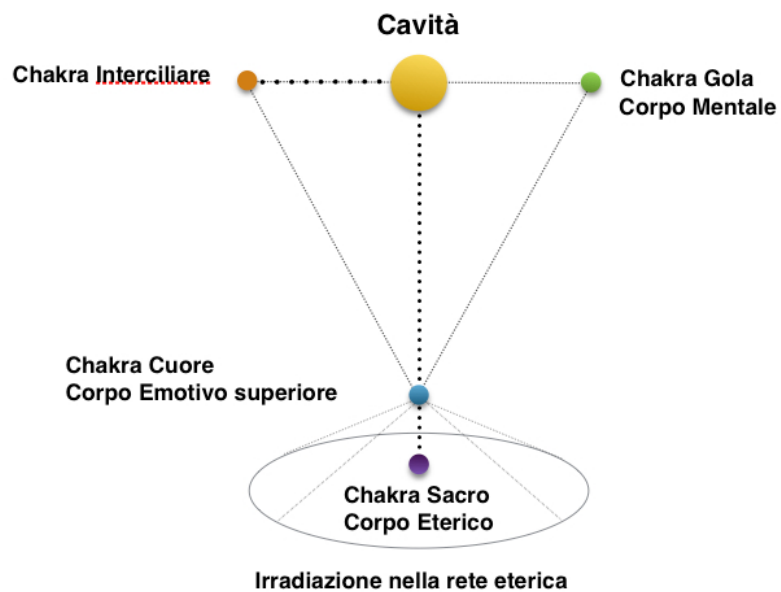 Cavità
Chakra Interciliare
Chakra Gola
Corpo Mentale
Chakra Cuore
Corpo Emotivo superiore
Chakra Sacro
Corpo Eterico
Irradiazione nella rete eterica